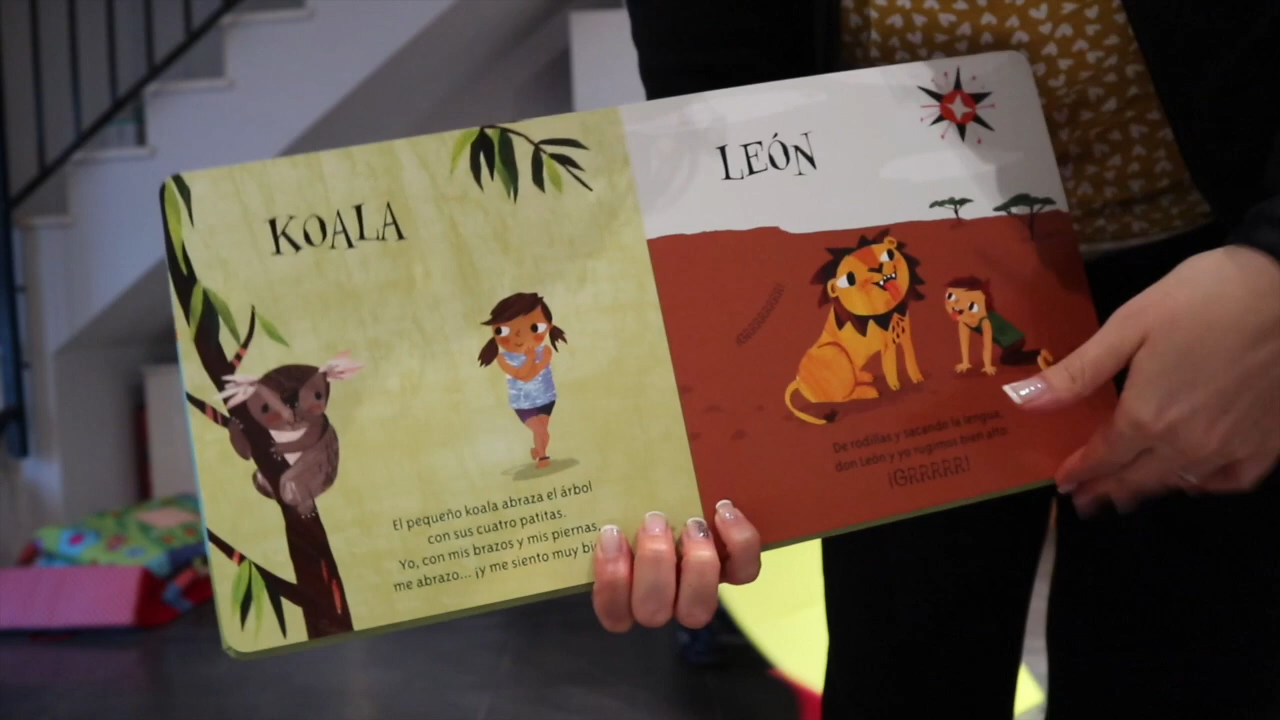 KOALA
El pequeño koala abraza el árbol
con sus cuatro patitas.
Yo, con mis brazos y mis piernas,
me abrazo... ¡y me siento muy
LEÓN
GRRRRRRR
De rodillas y sacando la lengua,
don León y yo rugimos bien alto:
¡GRRRRR!